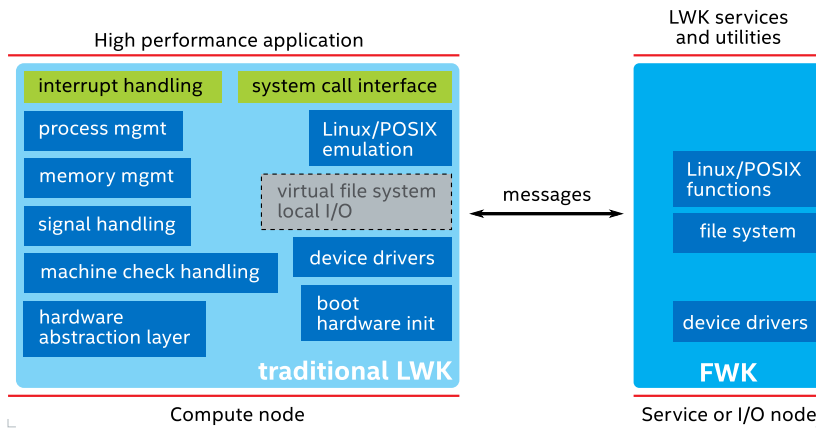 High performance application
interrupt handling
system call interface
process mgmt
Linux/POSIX
emulation
memory mgmt
virtual file system
local I/O
signal handling
device drivers
machine check handling
boot
hardware init
hardware
abstraction layer
traditional LWK
Compute node
messages
LWK services
and utilities
Linux/POSIX
functions
file system
device drivers
FWK
Service or I/O node